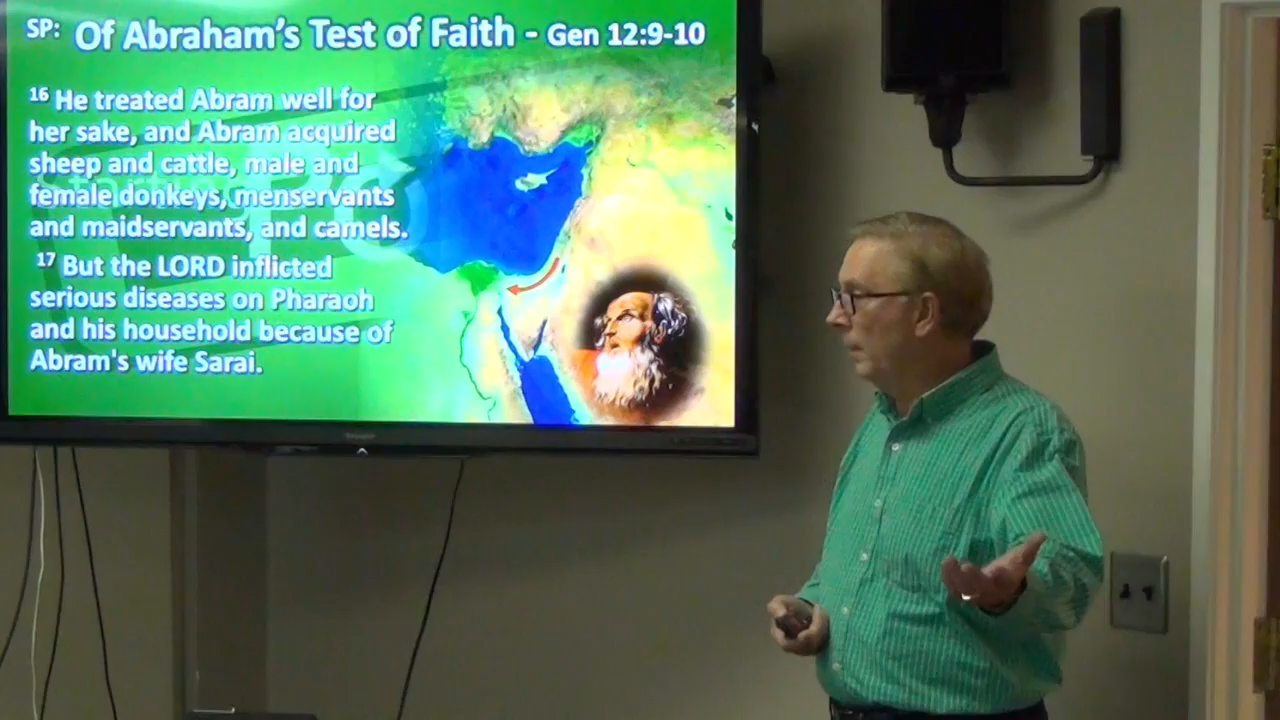 SP: Of Abraham's Test of Faith - Gen 12:9-10
16 He treated Abram well for
her sake, and Abram acquired
sheep and cattle, male and
female donkeys, menservants
and maidservants, and camels.
17 But the LORD inflicted
serious diseases on Pharaoh
and his household because of
Abram's wife Sarai.